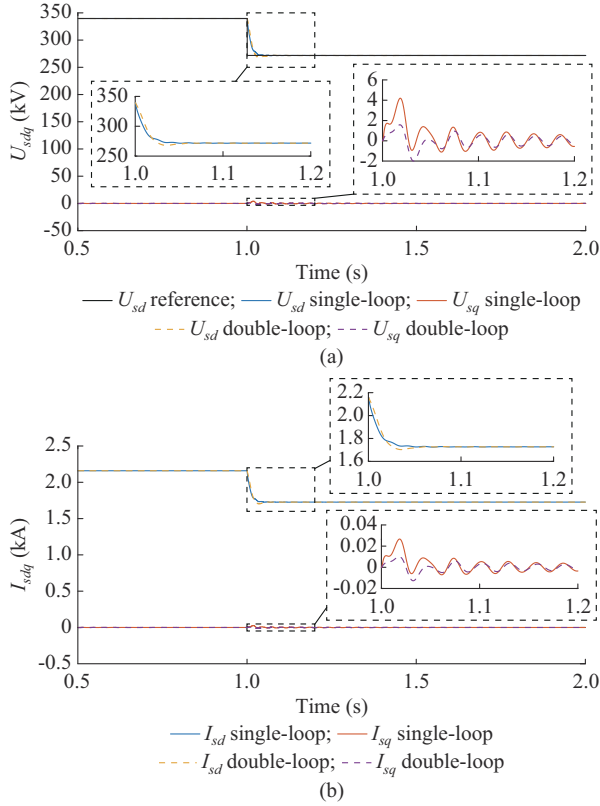 (a)
350
300
250
200
150
100
50
0
-50
U_sdq (kV)
350
300
250
1.0 1.1 1.2
6
4
2
0
-2
1.0 1.1 1.2
0.5 1.0 1.5 2.0
Time (s)
U_sd reference; U_sd single-loop; U_sq single-loop
U_sd double-loop; U_sq double-loop
(a)
2.5
2.0
1.5
1.0
0.5
0
-0.5
I_sdq (kA)
2.2
2.0
1.8
1.6
1.0 1.1 1.2
0.04
0.02
0
-0.02
1.0 1.1 1.2
0.5 1.0 1.5 2.0
Time (s)
I_sd single-loop; I_sq single-loop
I_sd double-loop; I_sq double-loop
(b)